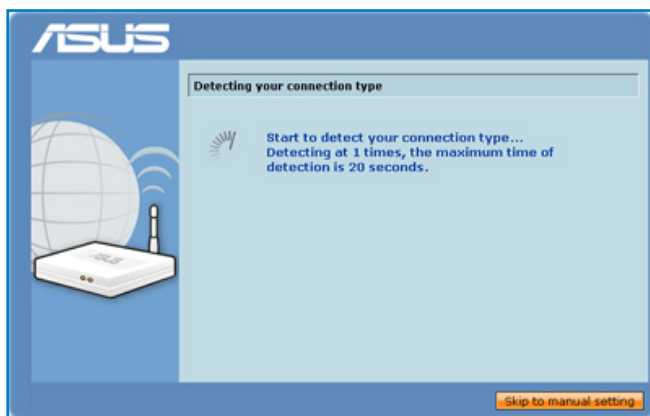 ASUS
Detecting your connection type
Start to detect your connection type...
Detecting at 1 times, the maximum time of
detection is 20 seconds.
ASUS
Skip to manual setting